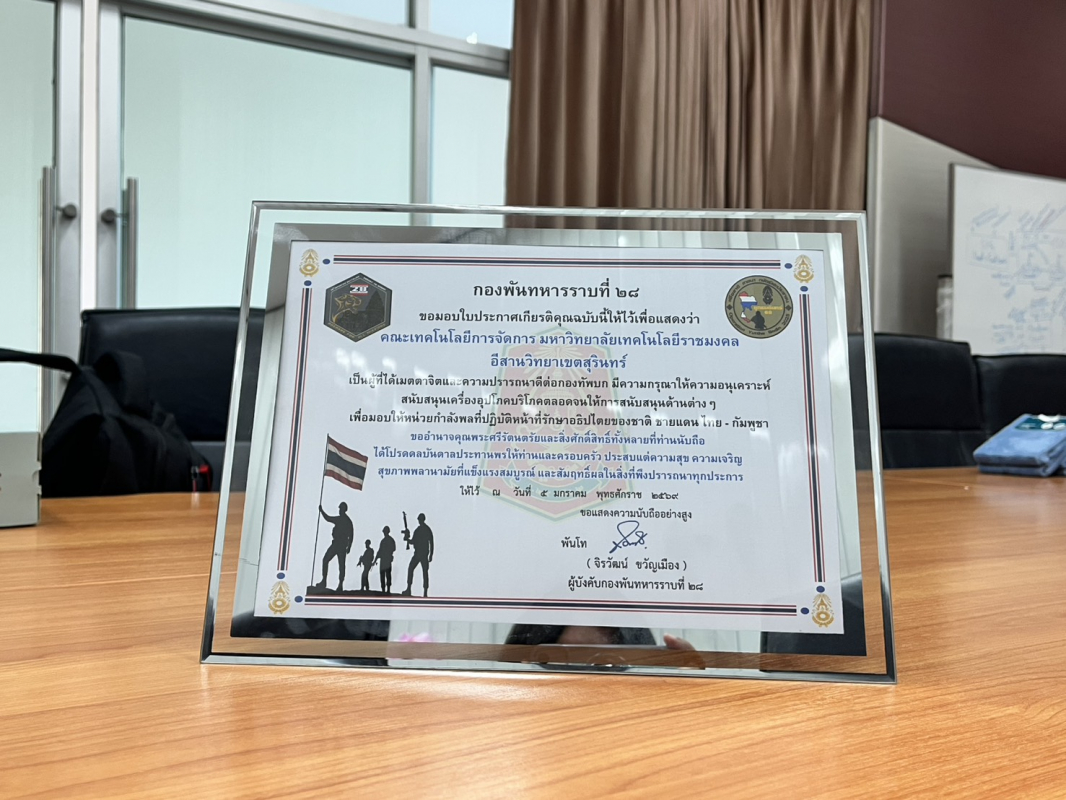 กองพันทหารราบที่ ๒๘
ขอมอบใบประกาศเกียรติคุณฉบับนี้ให้ไว้เพื่อแสดงว่า
คณะเทคโนโลยีการจัดการ มหาวิทยาลัยเทคโนโลยีราชมงคล
อีสานวิทยาเขตสุรินทร์
เป็นผู้ที่ได้เมตตาจิตและความปรารถนาดีต่อกองทัพบก มีความกรุณาให้ความอนุเคราะห์
สนับสนุนเครื่องอุปโภคบริโภคตลอดจนให้การสนับสนุนด้านต่าง ๆ
เพื่อมอบให้หน่วยกำลังพลที่ปฏิบัติหน้าที่รักษาอธิปไตยของชาติ ชายแดน ไทย - กัมพูชา
ขออำนาจคุณพระศรีรัตนตรัยและสิ่งศักดิ์สิทธิ์ทั้งหลายที่ท่านนับถือ
ได้โปรดดลบันดาลประทานพรให้ท่านและครอบครัว ประสบแต่ความสุข ความเจริญ
สุขภาพพลานามัยที่แข็งแรงสมบูรณ์ และสัมฤทธิ์ผลในสิ่งที่พึงปรารถนาทุกประการ
ให้ไว้ ณ วันที่ ๕ มกราคม พุทธศักราช ๒๕๖๙
ขอแสดงความนับถืออย่างสูง
พันโท
( จิรวัฒน์ ขวัญเมือง )
ผู้บังคับกองพันทหารราบที่ ๒๘